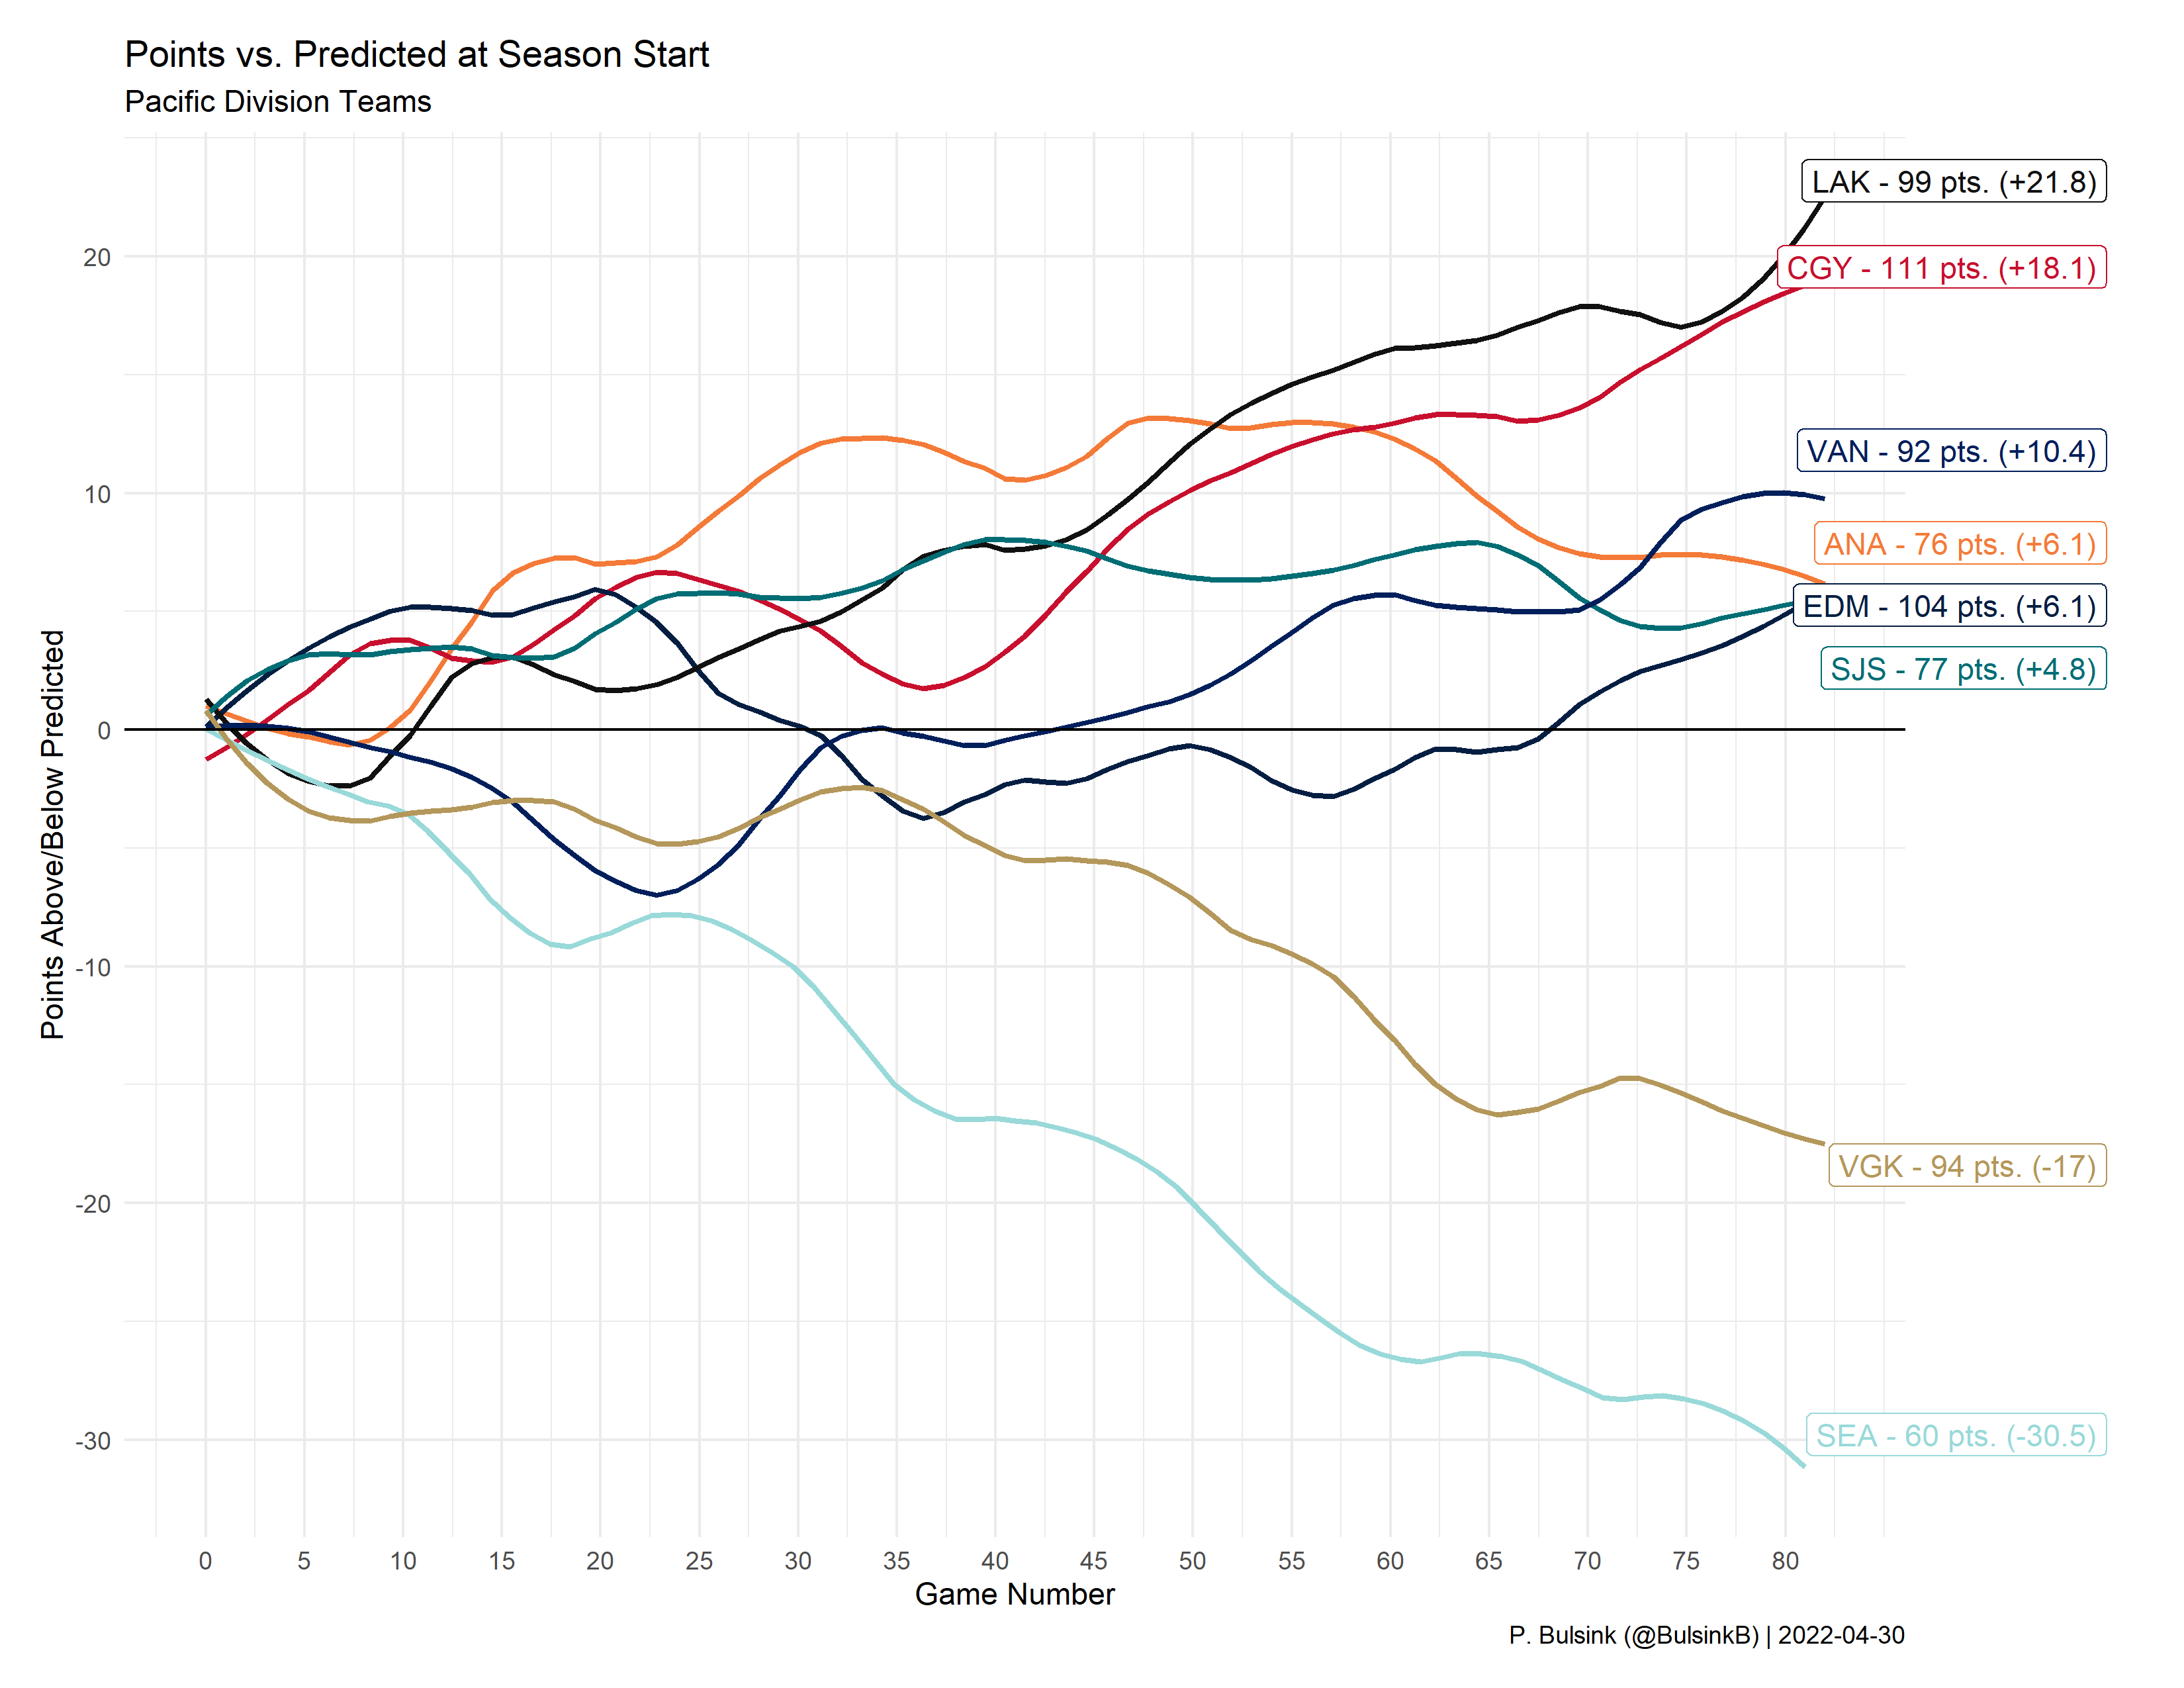 Points vs. Predicted at Season Start
Pacific Division Teams
Points Above/Below Predicted
20
10
0
-10
-20
-30
LAK - 99 pts. (+21.8)
CGY - 111 pts. (+18.1)
VAN - 92 pts. (+10.4)
ANA - 76 pts. (+6.1)
EDM - 104 pts. (+6.1)
SJS - 77 pts. (+4.8)
VGK - 94 pts. (-17)
SEA - 60 pts. (-30.5)
0 5 10 15 20 25 30 35 40 45 50 55 60 65 70 75 80
Game Number
P. Bulsink (@BulsinkB) | 2022-04-30